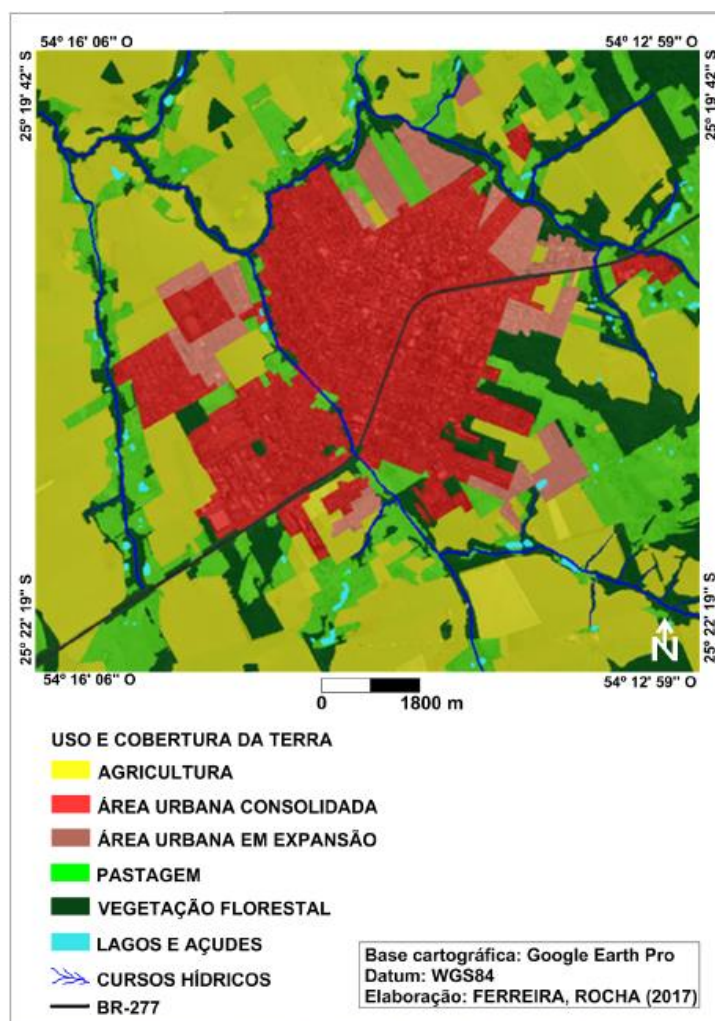 54º 16' 06'' O
54º 12' 59'' O
25º 19' 42'' S
25º 19' 42'' S
25º 22' 19'' S
25º 22' 19'' S
N
54º 16' 06'' O
54º 12' 59'' O
0
1800 m
USO E COBERTURA DA TERRA
AGRICULTURA
ÁREA URBANA CONSOLIDADA
ÁREA URBANA EM EXPANSÃO
PASTAGEM
VEGETAÇÃO FLORESTAL
LAGOS E AÇUDES
CURSOS HÍDRICOS
BR-277
Base cartográfica: Google Earth Pro
Datum: WGS84
Elaboração: FERREIRA, ROCHA (2017)